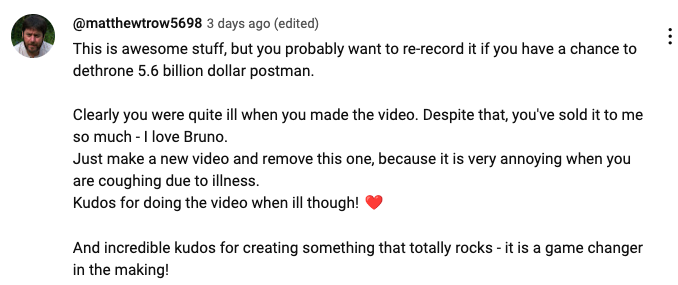 @matthewtrow5698 3 days ago (edited)
This is awesome stuff, but you probably want to re-record it if you have a chance to
dethrone 5.6 billion dollar postman.
Clearly you were quite ill when you made the video. Despite that, you've sold it to me
so much - I love Bruno.
Just make a new video and remove this one, because it is very annoying when you
are coughing due to illness.
Kudos for doing the video when ill though! ❤️
And incredible kudos for creating something that totally rocks - it is a game changer
in the making!